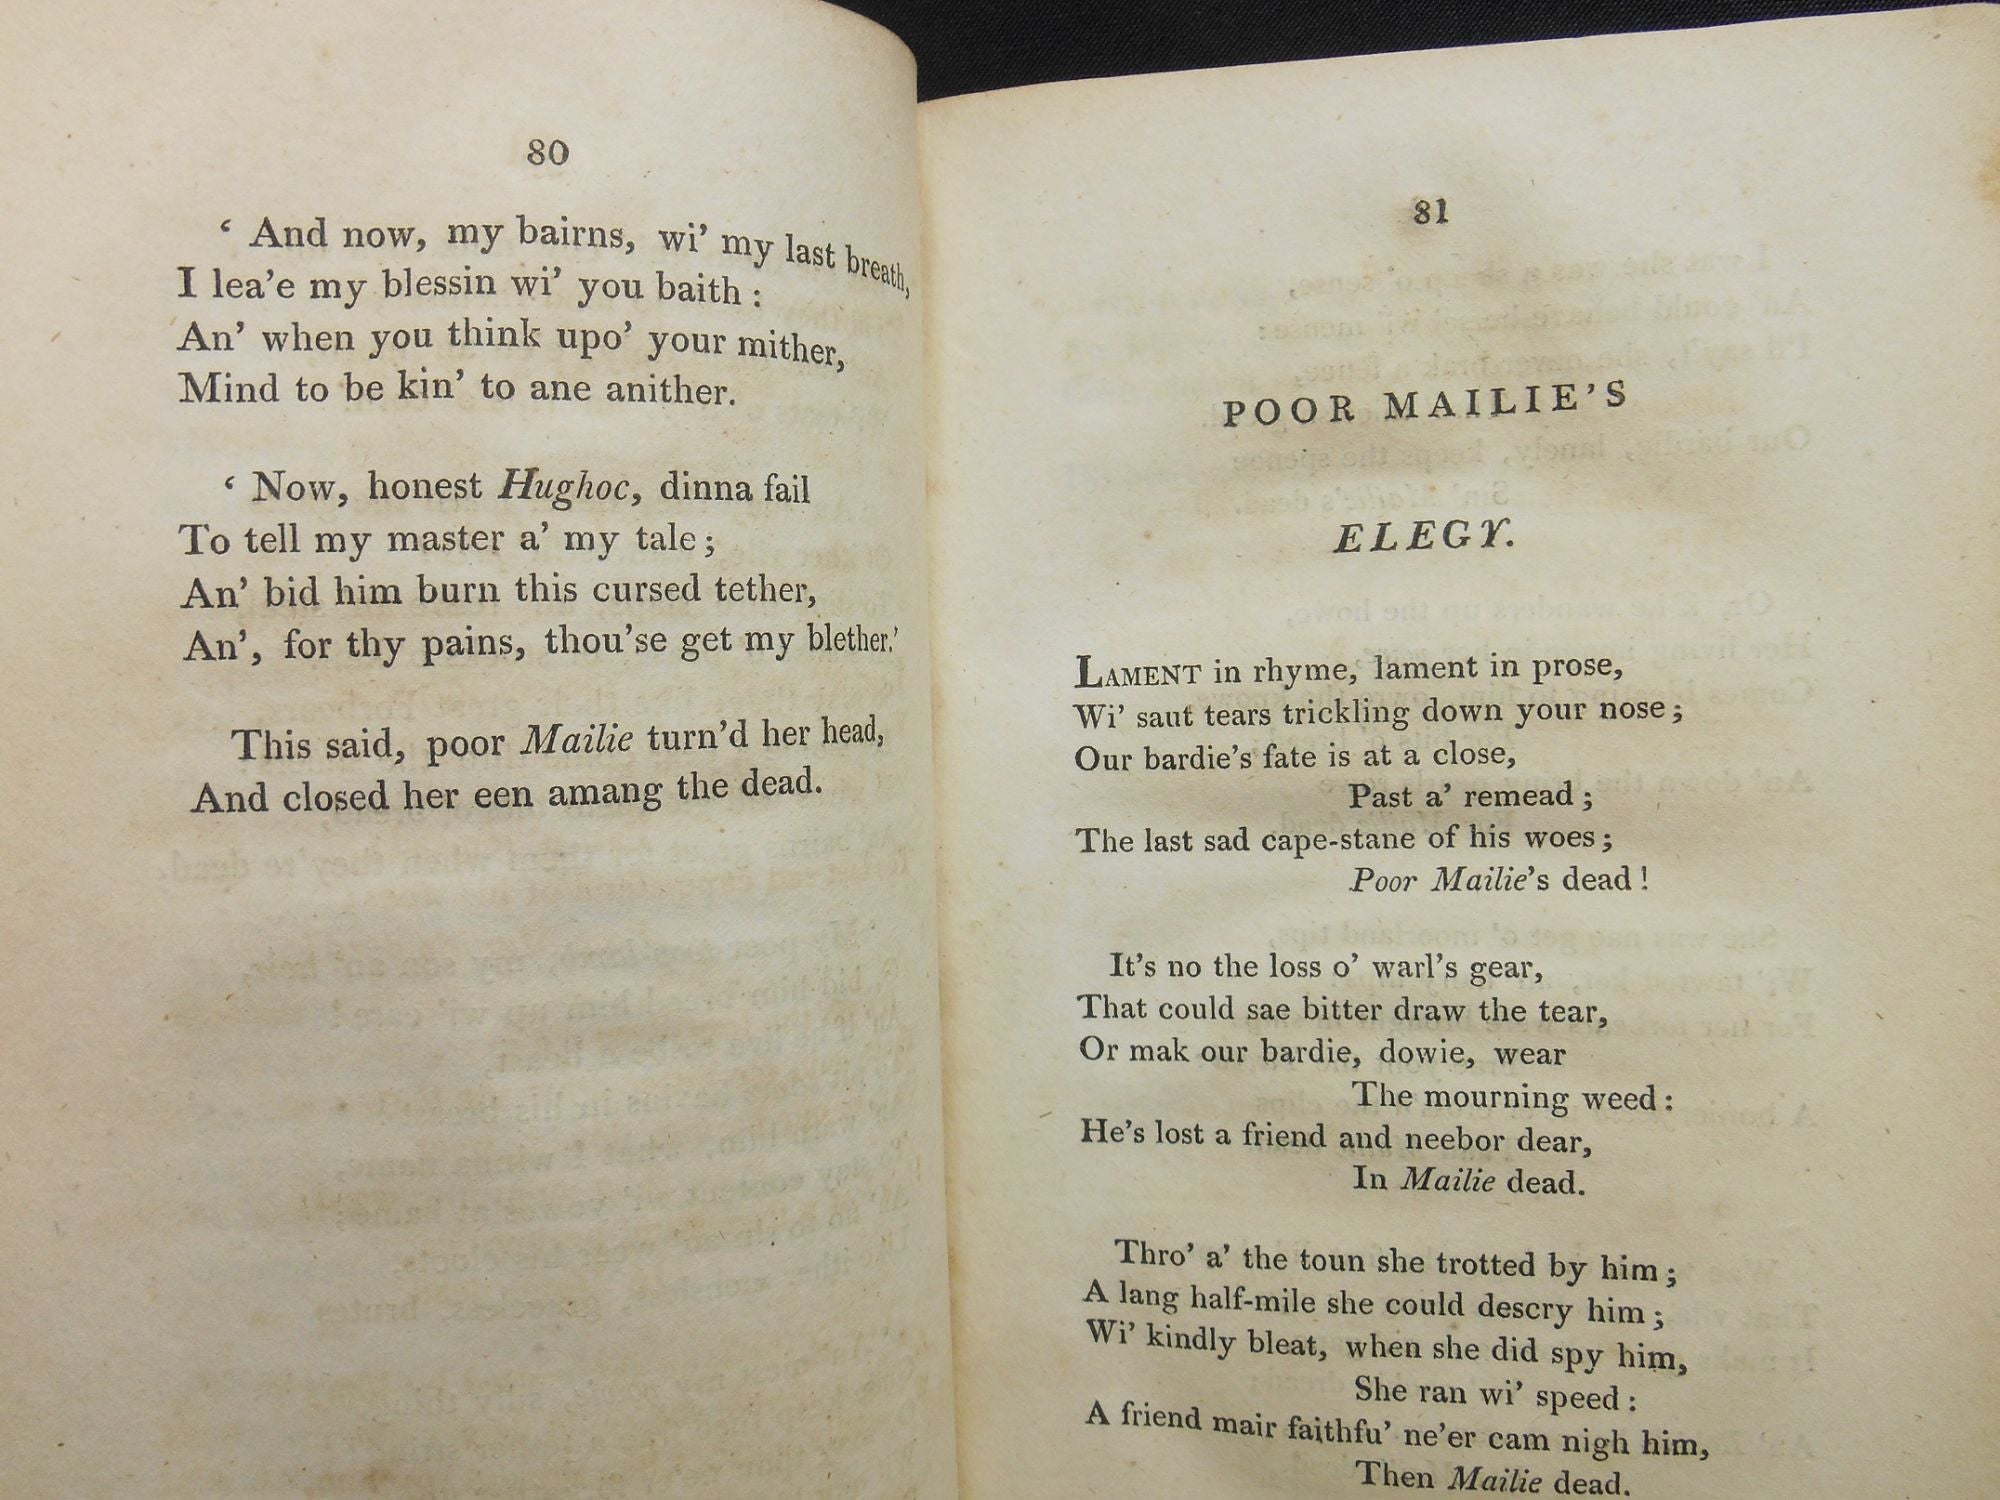 80
‘ And now, my bairns, wi’ my last breath,
I lea’e my blessin wi’ you baith :
An’ when you think upo’ your mither,
Mind to be kin’ to ane anither.
‘ Now, honest Hughoc, dinna fail
To tell my master a’ my tale ;
An’ bid him burn this cursed tether,
An’, for thy pains, thou’se get my blether.’
This said, poor Mailie turn’d her head,
And closed her een amang the dead.
81
POOR MAILIE’S
ELEGY.
LAMENT in rhyme, lament in prose,
Wi’ saut tears trickling down your nose ;
Our bardie’s fate is at a close,
Past a’ remead ;
The last sad cape-stane of his woes ;
Poor Mailie’s dead !
It’s no the loss o’ warl’s gear,
That could sae bitter draw the tear,
Or mak our bardie, dowie, wear
The mourning weed :
He’s lost a friend and neebor dear,
In Mailie dead.
Thro’ a’ the toun she trotted by him ;
A lang half-mile she could descry him ;
Wi’ kindly bleat, when she did spy him,
She ran wi’ speed :
A friend mair faithfu’ ne’er cam nigh him,
Then Mailie dead.